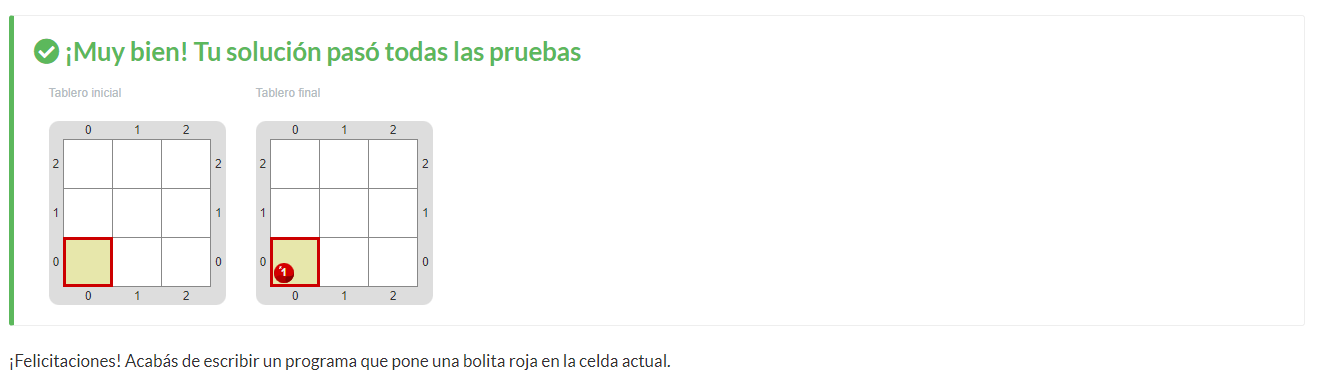 ¡Muy bien! Tu solución pasó todas las pruebas
Tablero inicial Tablero final
0 1 2 0 1 2
2 2 2 2
1 1 1 1
0 0 0 1 0
0 1 2 0 1 2
¡Felicitaciones! Acabás de escribir un programa que pone una bolita roja en la celda actual.